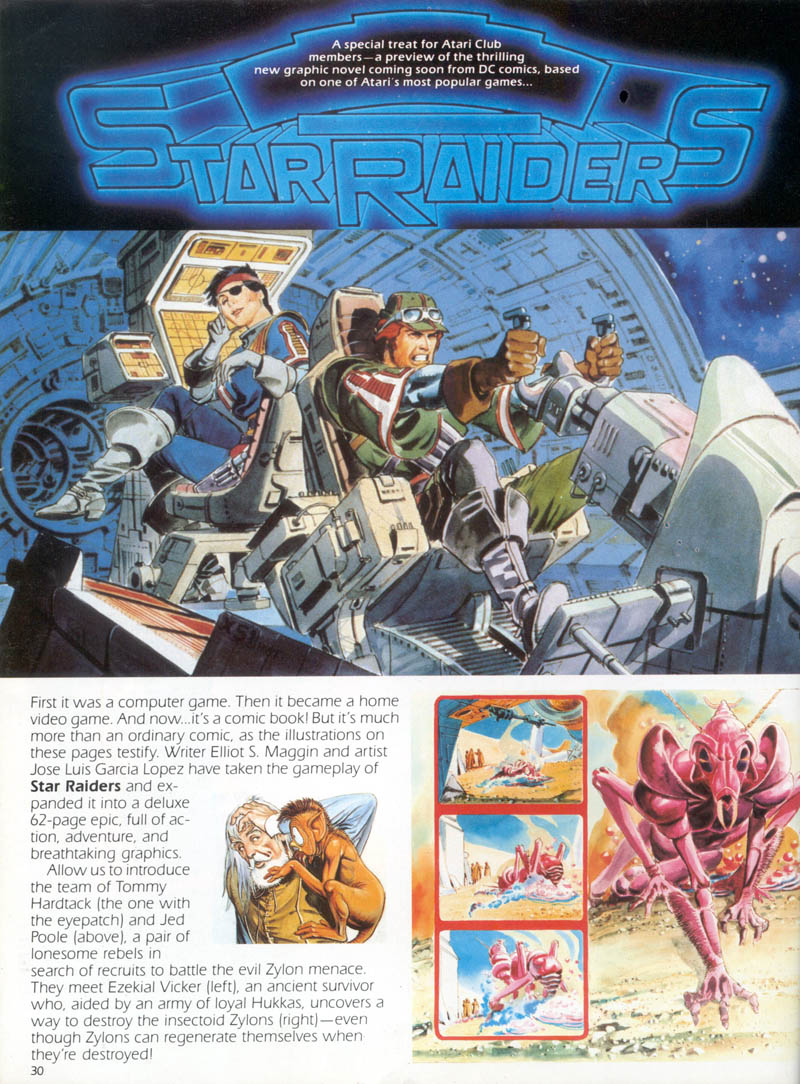 A special treat for Atari Club
members—a preview of the thrilling
new graphic novel coming soon from DC comics, based
on one of Atari's most popular games...
STAR RAIDERS
First it was a computer game. Then it became a home
video game. And now...it's a comic book! But it's much
more than an ordinary comic, as the illustrations on
these pages testify. Writer Elliot S. Maggin and artist
Jose Luis Garcia Lopez have taken the gameplay of
Star Raiders and ex-
panded it into a deluxe
62-page epic, full of ac-
tion, adventure, and
breathtaking graphics.
Allow us to introduce
the team of Tommy
Hardtack (the one with
the eyepatch) and Jed
Poole (above), a pair of
lonesome rebels in
search of recruits to battle the evil Zylon menace.
They meet Ezekial Vicker (left), an ancient survivor
who, aided by an army of loyal Hukkas, uncovers a
way to destroy the insectoid Zylons (right)—even
though Zylons can regenerate themselves when
they're destroyed!
30